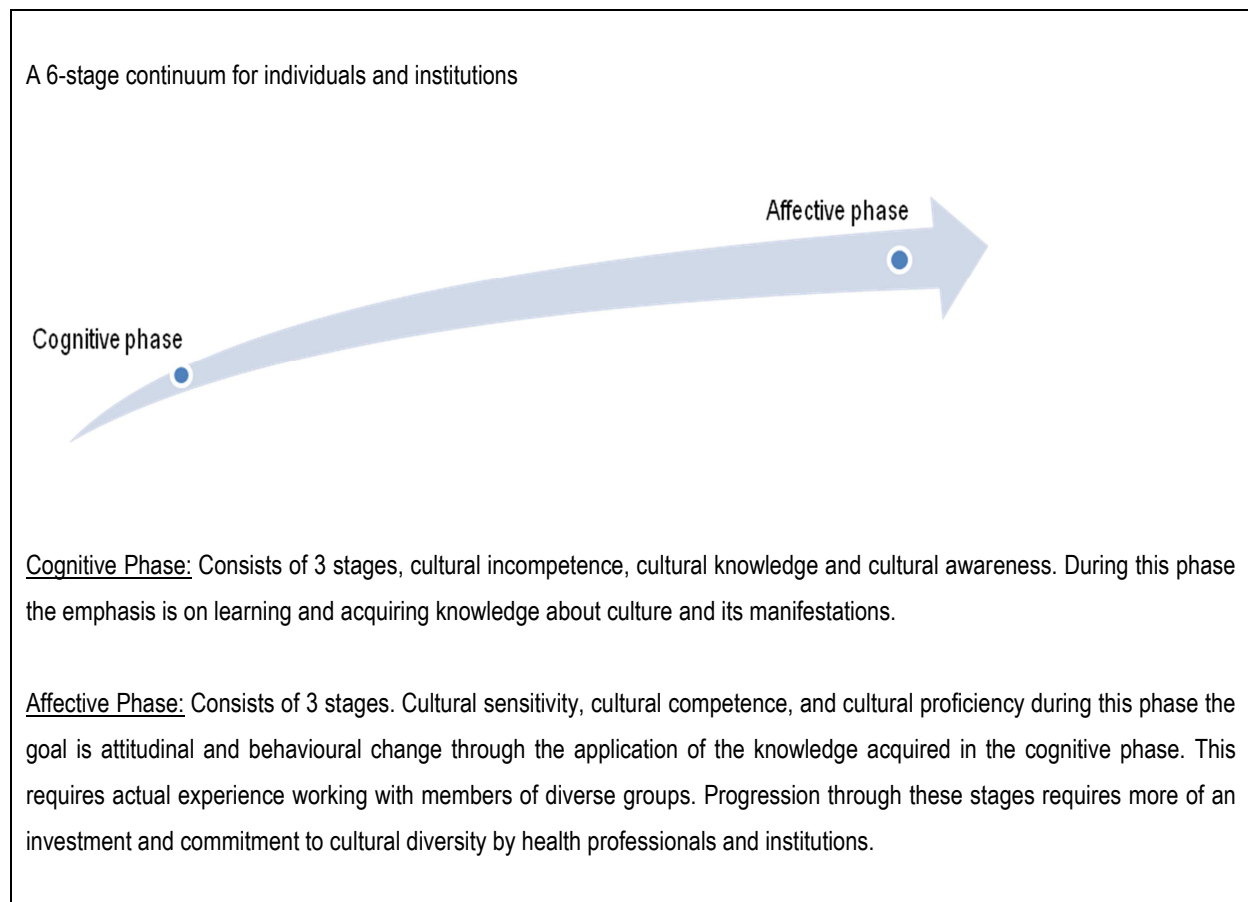 A 6-stage continuum for individuals and institutions
Affective phase
Cognitive phase
Cognitive Phase: Consists of 3 stages, cultural incompetence, cultural knowledge and cultural awareness. During this phase
the emphasis is on learning and acquiring knowledge about culture and its manifestations.
Affective Phase: Consists of 3 stages. Cultural sensitivity, cultural competence, and cultural proficiency during this phase the
goal is attitudinal and behavioural change through the application of the knowledge acquired in the cognitive phase. This
requires actual experience working with members of diverse groups. Progression through these stages requires more of an
investment and commitment to cultural diversity by health professionals and institutions.